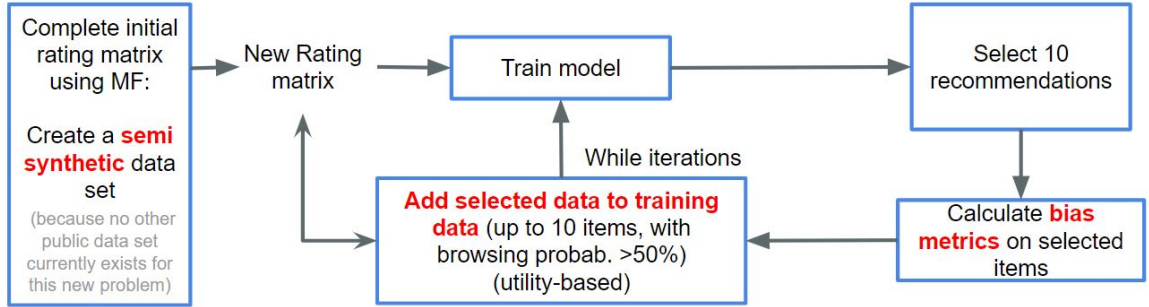 Complete initial
rating matrix
using MF:
Create a semi
synthetic data
set
(because no other
public data set
currently exists for
this new problem)
New Rating
matrix
Train model
Select 10
recommendations
While iterations
Add selected data to training
data (up to 10 items, with
browsing probab. >50%)
(utility-based)
Calculate bias
metrics on selected
items